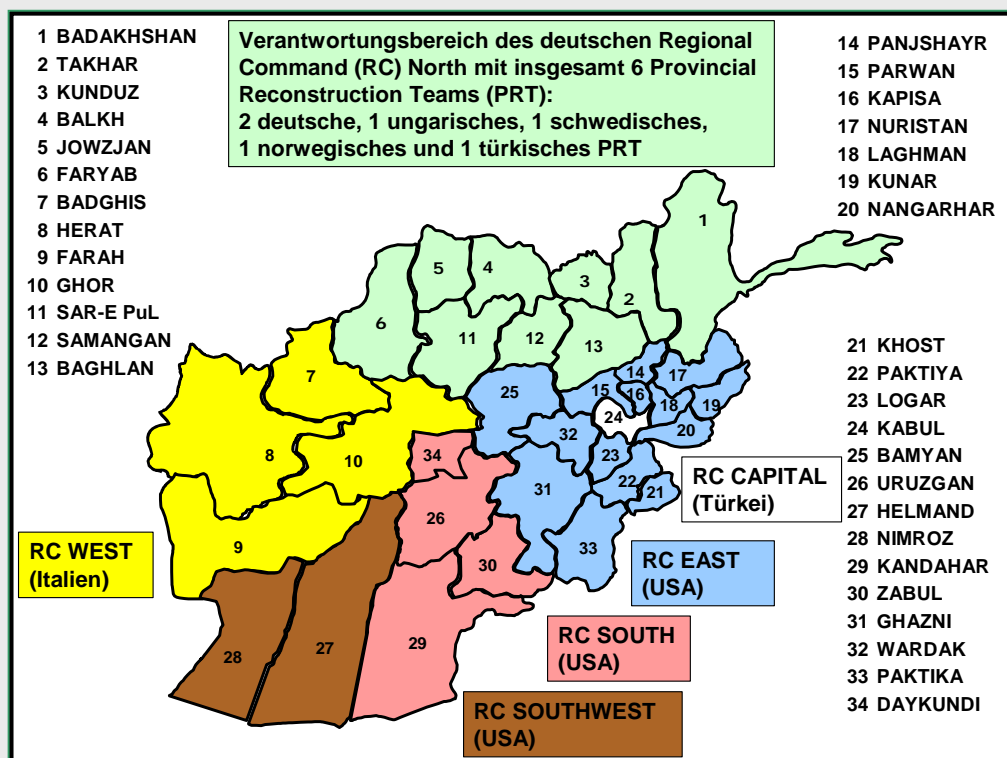 1 BADAKHSHAN
2 TAKHAR
3 KUNDUZ
4 BALKH
5 JOWZJAN
6 FARYAB
7 BADGHIS
8 HERAT
9 FARAH
10 GHOR
11 SAR-E PuL
12 SAMANGAN
13 BAGHLAN
Verantwortungsbereich des deutschen Regional
Command (RC) North mit insgesamt 6 Provincial
Reconstruction Teams (PRT):
2 deutsche, 1 ungarisches, 1 schwedisches,
1 norwegisches und 1 türkisches PRT
14 PANJSHAYR
15 PARWAN
16 KAPISA
17 NURISTAN
18 LAGHMAN
19 KUNAR
20 NANGARHAR
21 KHOST
22 PAKTIYA
23 LOGAR
24 KABUL
25 BAMYAN
26 URUZGAN
27 HELMAND
28 NIMROZ
29 KANDAHAR
30 ZABUL
31 GHAZNI
32 WARDAK
33 PAKTIKA
34 DAYKUNDI
1
5
4
3
2
6
11
12
13
14
17
7
25
15
16
18
19
24
20
32
8
10
34
23
22
21
31
26
33
9
30
28
27
29
RC CAPITAL
(Türkei)
RC WEST
(Italien)
RC EAST
(USA)
RC SOUTH
(USA)
RC SOUTHWEST
(USA)